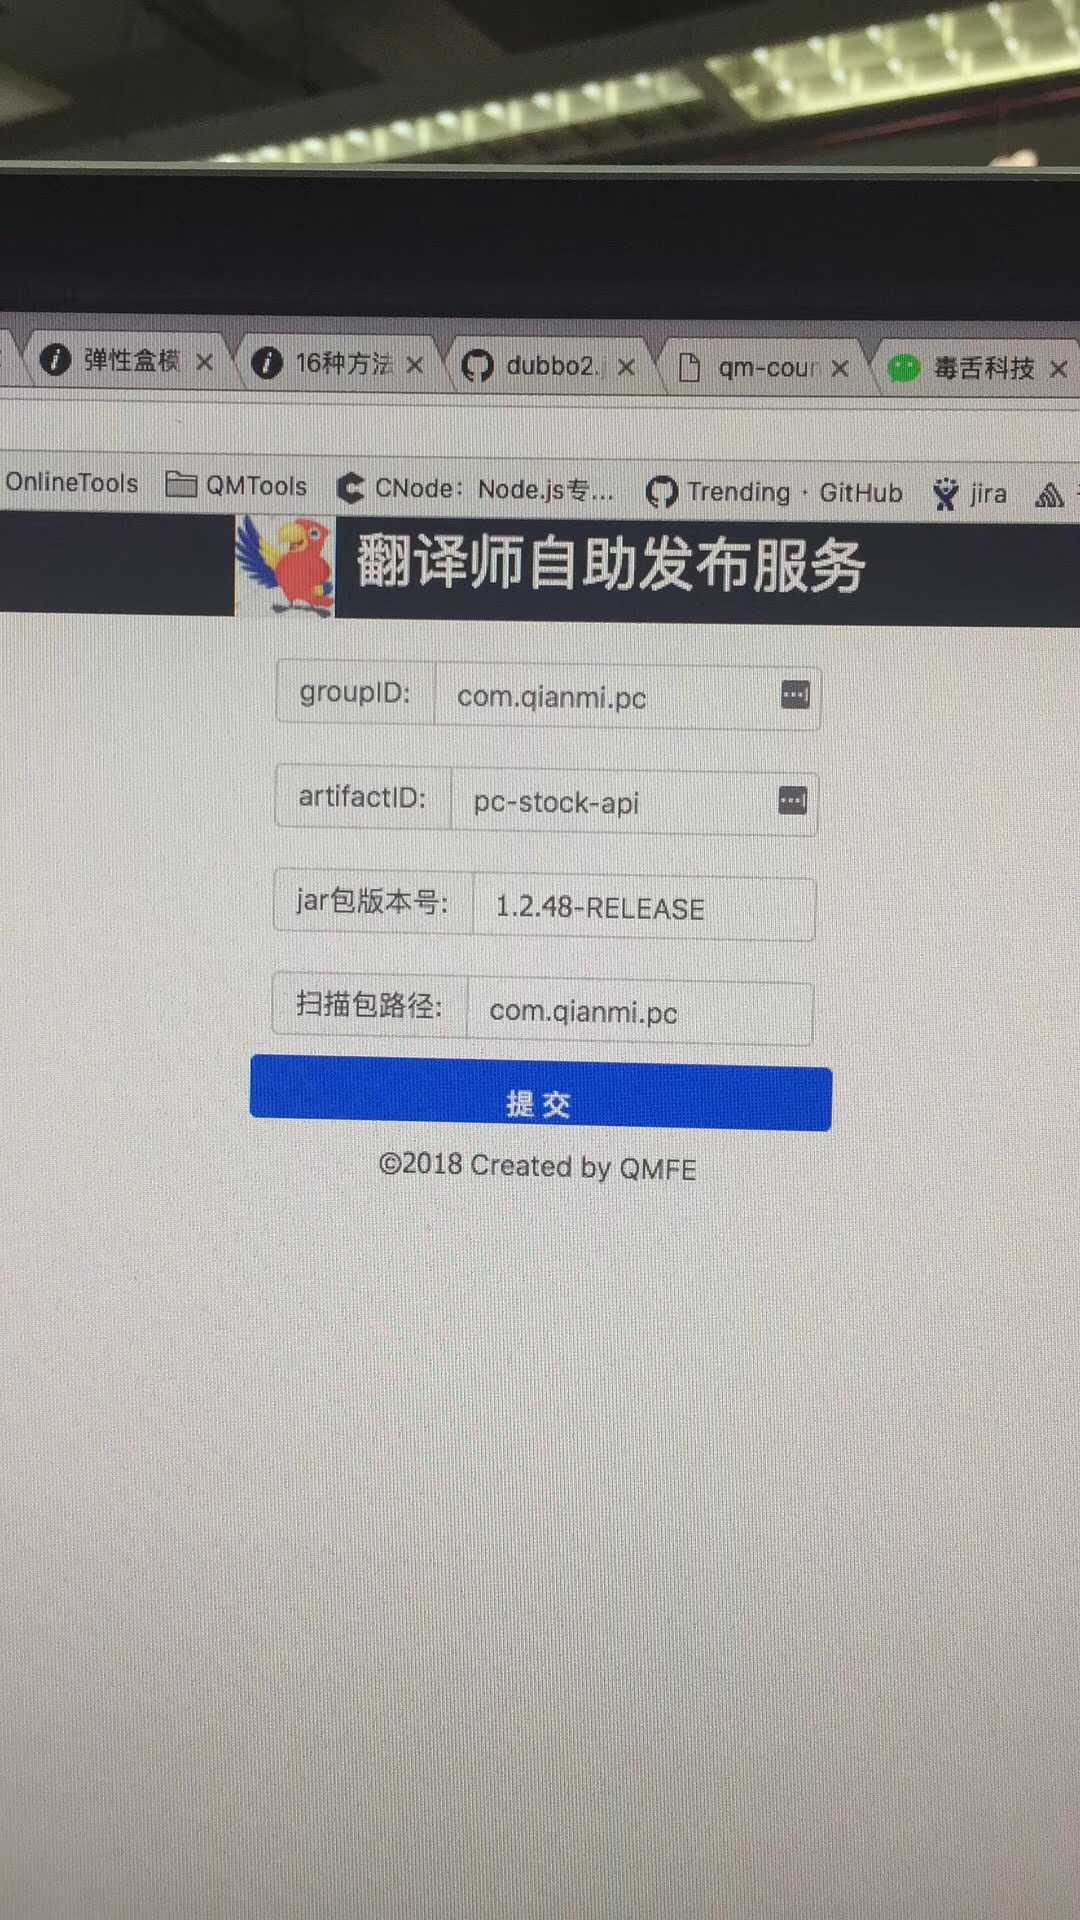 弹性盒模
16种方法
dubbo2.
qm-cour
毒舌科技
OnlineTools
QMTools
CNode：Node.js专...
Trending · GitHub
jira
翻译师自助发布服务
groupID: com.qianmi.pc
artifactID: pc-stock-api
jar包版本号: 1.2.48-RELEASE
扫描包路径: com.qianmi.pc
提 交
©2018 Created by QMFE